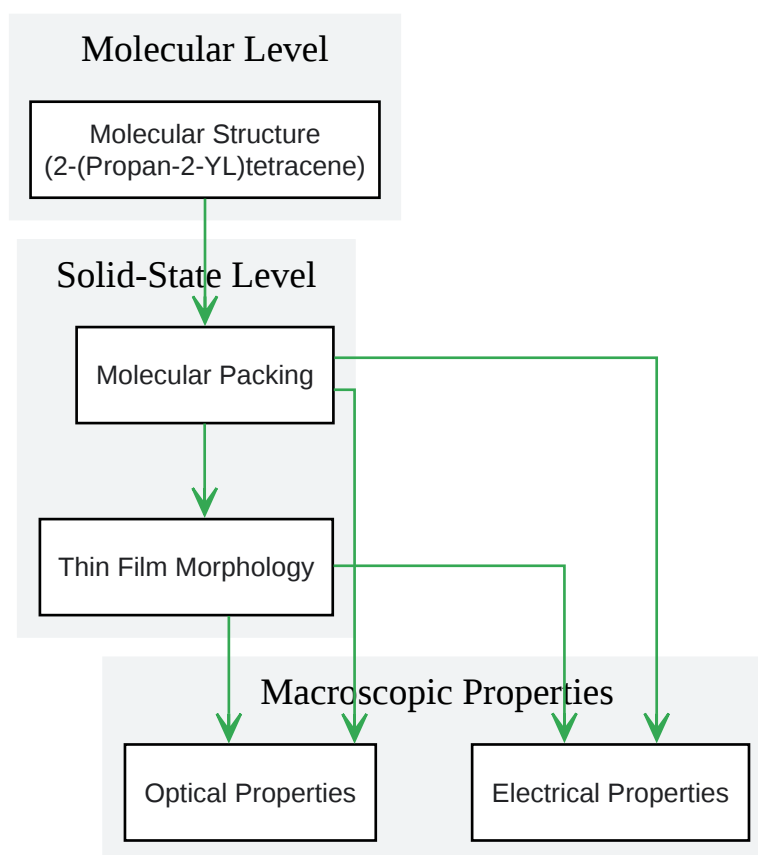 Molecular Level
Molecular Structure
(2-(Propan-2-YL)tetracene)
Solid-State Level
Molecular Packing
Thin Film Morphology
Macroscopic Properties
Optical Properties
Electrical Properties